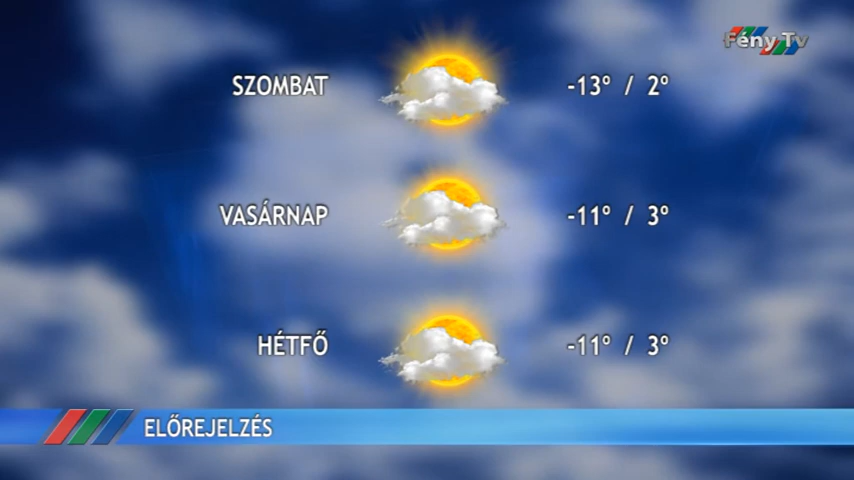 Fény Tv
SZOMBAT -13° / 2°
VASÁRNAP -11° / 3°
HÉTFŐ -11° / 3°
ELŐREJELZÉS